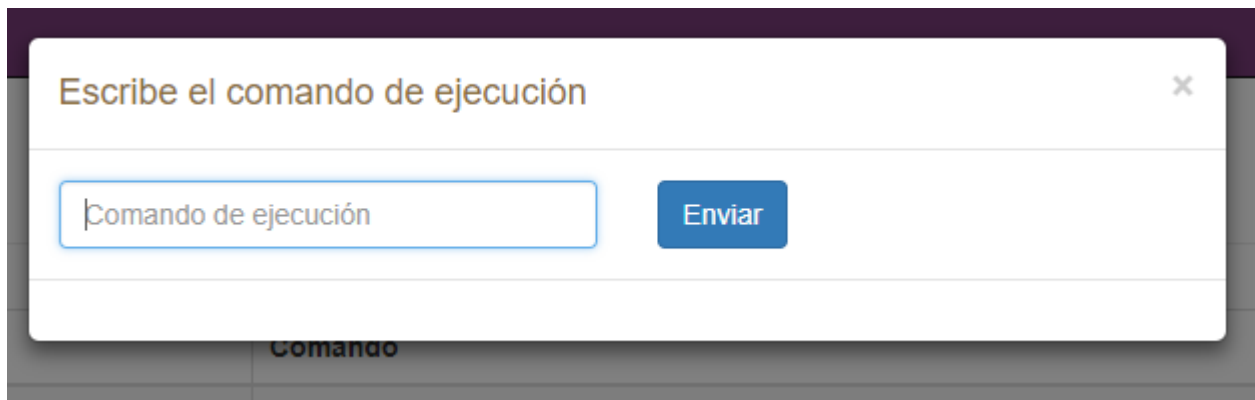 Escribe el comando de ejecución
×
Comando de ejecución
Enviar
Comando